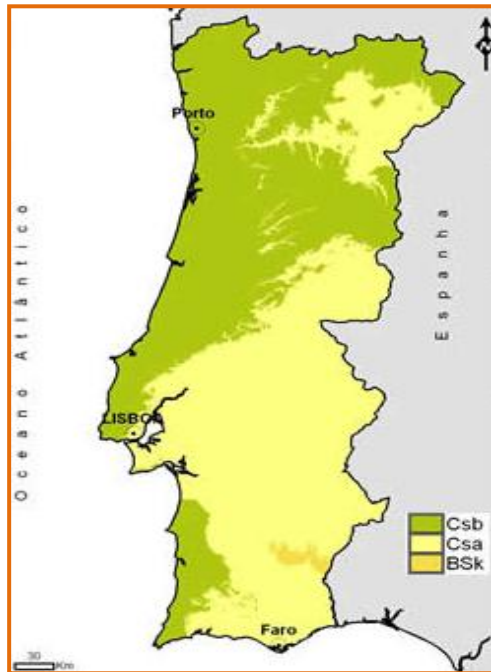 N
Porto
Oceano Atlântico
Espanha
LISBOA
Csb
Csa
BSk
Faro
30
Km